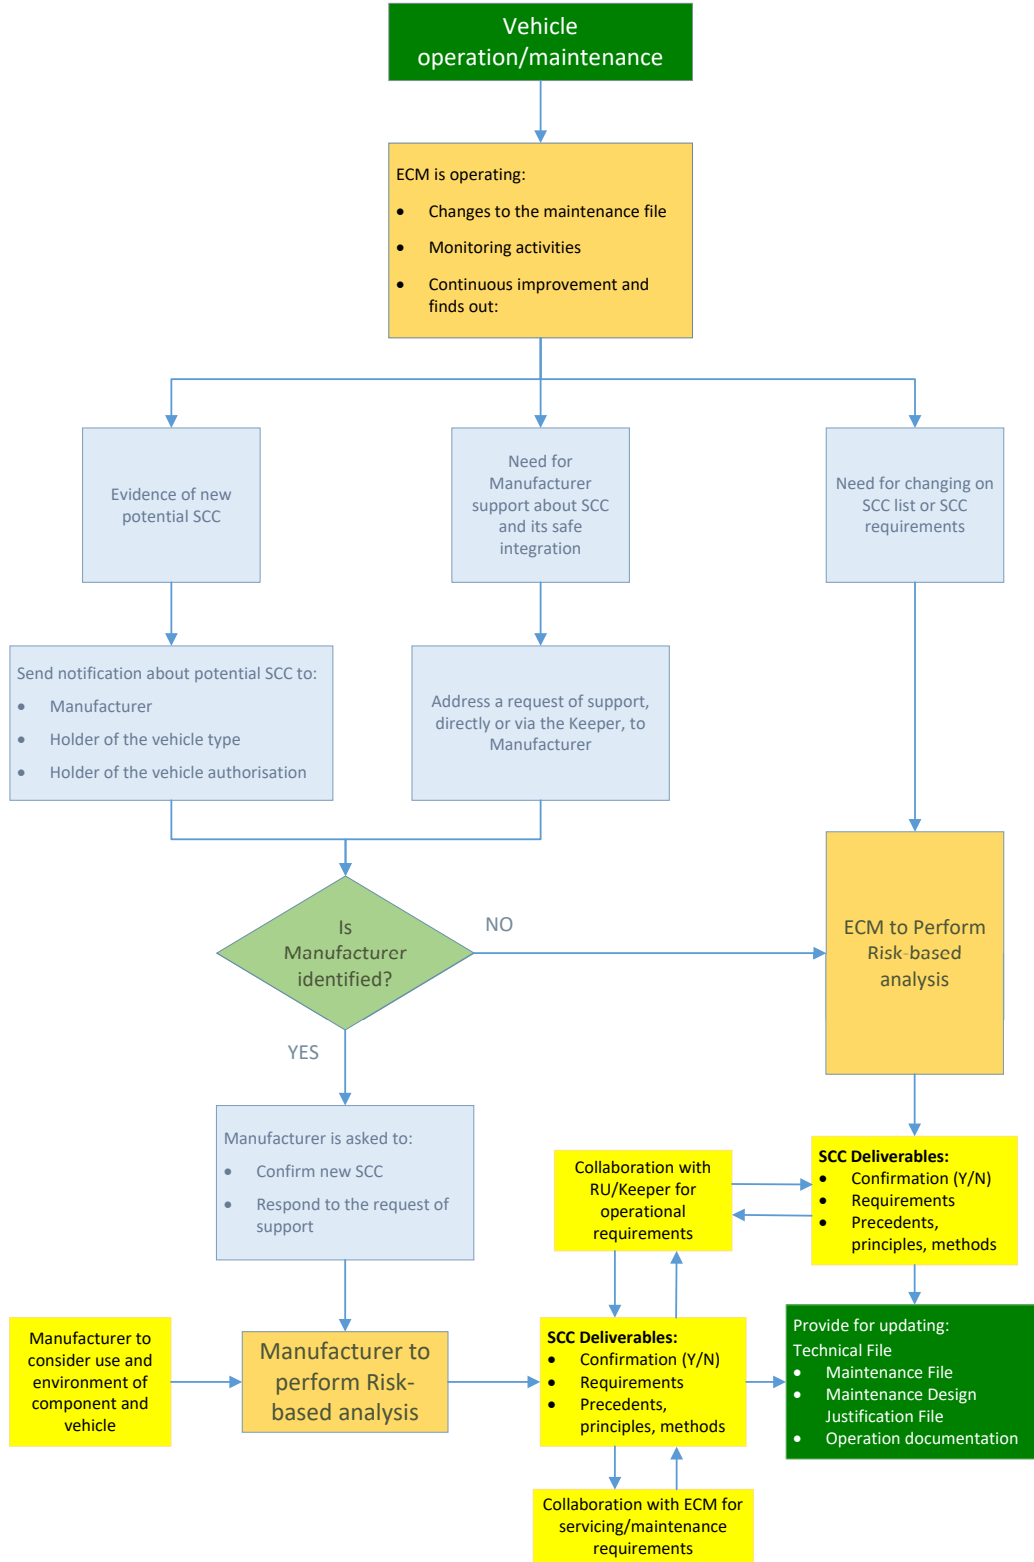 Vehicle
operation/maintenance
ECM is operating:
• Changes to the maintenance file
• Monitoring activities
• Continuous improvement and
finds out:
Evidence of new
potential SCC
Need for
Manufacturer
support about SCC
and its safe
integration
Need for changing on
SCC list or SCC
requirements
Send notification about potential SCC to:
• Manufacturer
• Holder of the vehicle type
• Holder of the vehicle authorisation
Address a request of support,
directly or via the Keeper, to
Manufacturer
Is
Manufacturer
identified?
NO
YES
ECM to Perform
Risk-based
analysis
Manufacturer is asked to:
• Confirm new SCC
• Respond to the request of
support
Collaboration with
RU/Keeper for
operational
requirements
SCC Deliverables:
• Confirmation (Y/N)
• Requirements
• Precedents,
principles, methods
Manufacturer to
consider use and
environment of
component and
vehicle
Manufacturer to
perform Risk-
based analysis
SCC Deliverables:
• Confirmation (Y/N)
• Requirements
• Precedents,
principles, methods
Provide for updating:
Technical File
• Maintenance File
• Maintenance Design
Justification File
• Operation documentation
Collaboration with ECM for
servicing/maintenance
requirements